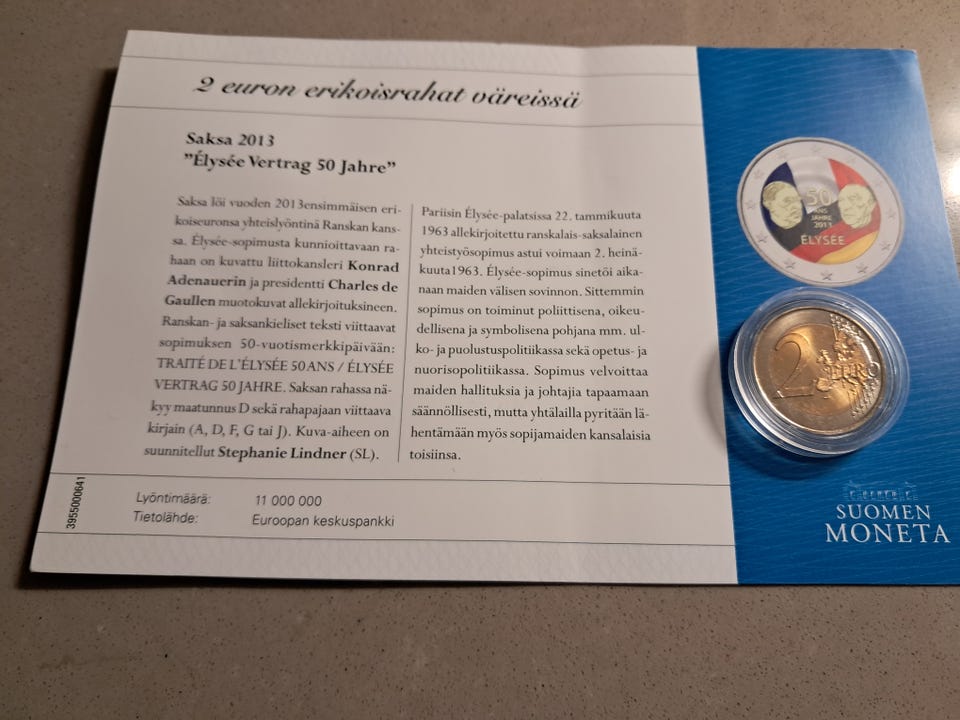 2 euron erikoisrahat väreissä
Saksa 2013
”Élysée Vertrag 50 Jahre”
Saksa löi vuoden 2013ensimmäisen eri-
koiseuronsa yhteislyöntinä Ranskan kans-
sa. Élysée-sopimusta kunnioittavaan ra-
haan on kuvattu liittokansleri Konrad
Adenauerin ja presidentti Charles de
Gaullen muotokuvat allekirjoituksineen.
Ranskan- ja saksankieliset teksti viittaavat
sopimuksen 50-vuotismerkkipäivään:
TRAITÉ DE L'ÉLYSÉE 50 ANS / ÉLYSÉE
VERTRAG 50 JAHRE. Saksan rahassa nä-
kyy maatunnus D sekä rahapajaan viittaava
kirjain (A, D, F, G tai J). Kuva-aiheen on
suunnitellut Stephanie Lindner (SL).
Pariisin Élysée-palatsissa 22. tammikuuta
1963 allekirjoitettu ranskalais-saksalainen
yhteistyösopimus astui voimaan 2. heinä-
kuuta1963. Élysée-sopimus sinetöi aika-
naan maiden välisen sovinnon. Sittemmin
sopimus on toiminut poliittisena, oikeu-
dellisena ja symbolisena pohjana mm. ul-
ko- ja puolustuspolitiikassa sekä opetus- ja
nuorisopolitiikassa. Sopimus velvoittaa
maiden hallituksia ja johtajia tapaamaan
säännöllisesti, mutta yhtälailla pyritään lä-
hentämään myös sopijamaiden kansalaisia
toisiinsa.
Lyöntimäärä: 11 000 000
Tietolähde: Euroopan keskuspankki
3955000641
50
ANS
JAHRE
2013
ÉLYSÉE
2 EURO
SUOMEN
MONETA